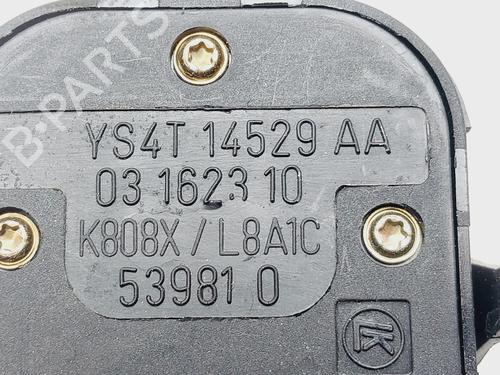 B-PARTS
YS4T 14529 AA
03 1623 10
K808X / L8A1C
53981 0
K